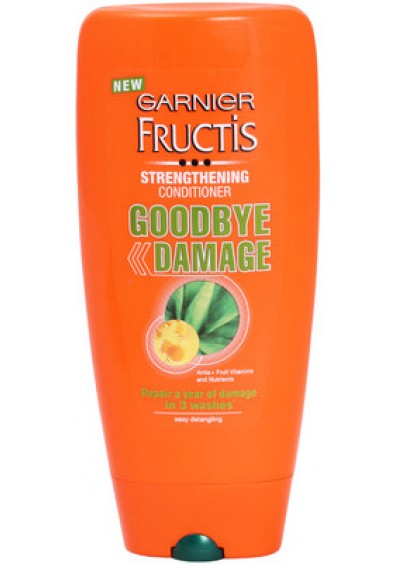 NEW
GARNIER
FRUCTIS
STRENGTHENING
CONDITIONER
GOODBYE
DAMAGE
Amla + Fruit Vitamins
and Nutrients
Repair a year of damage
in 3 washes*
easy detangling